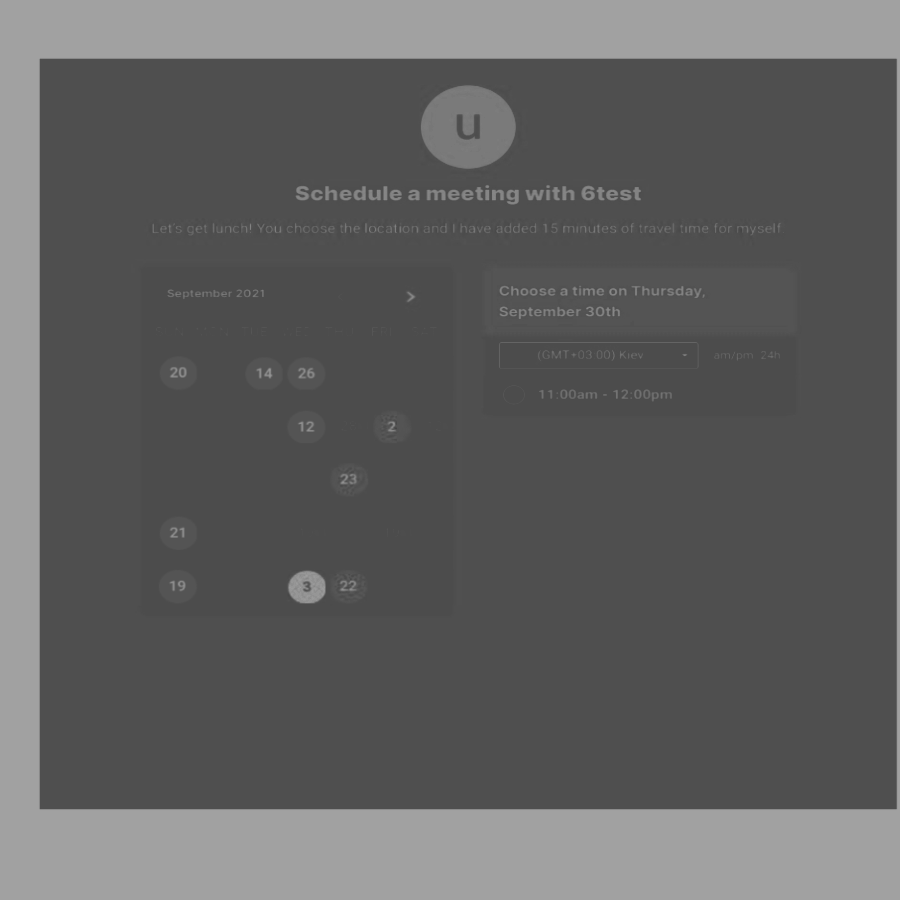 u
Schedule a meeting with 6test
Let's get lunch! You choose the location and I have added 15 minutes of travel time for myself.
September 2021
20 14 26
12 2
23
21
19 3 22
Choose a time on Thursday,
September 30th
(GMT+03:00) Kiev am/pm 24h
11:00am - 12:00pm